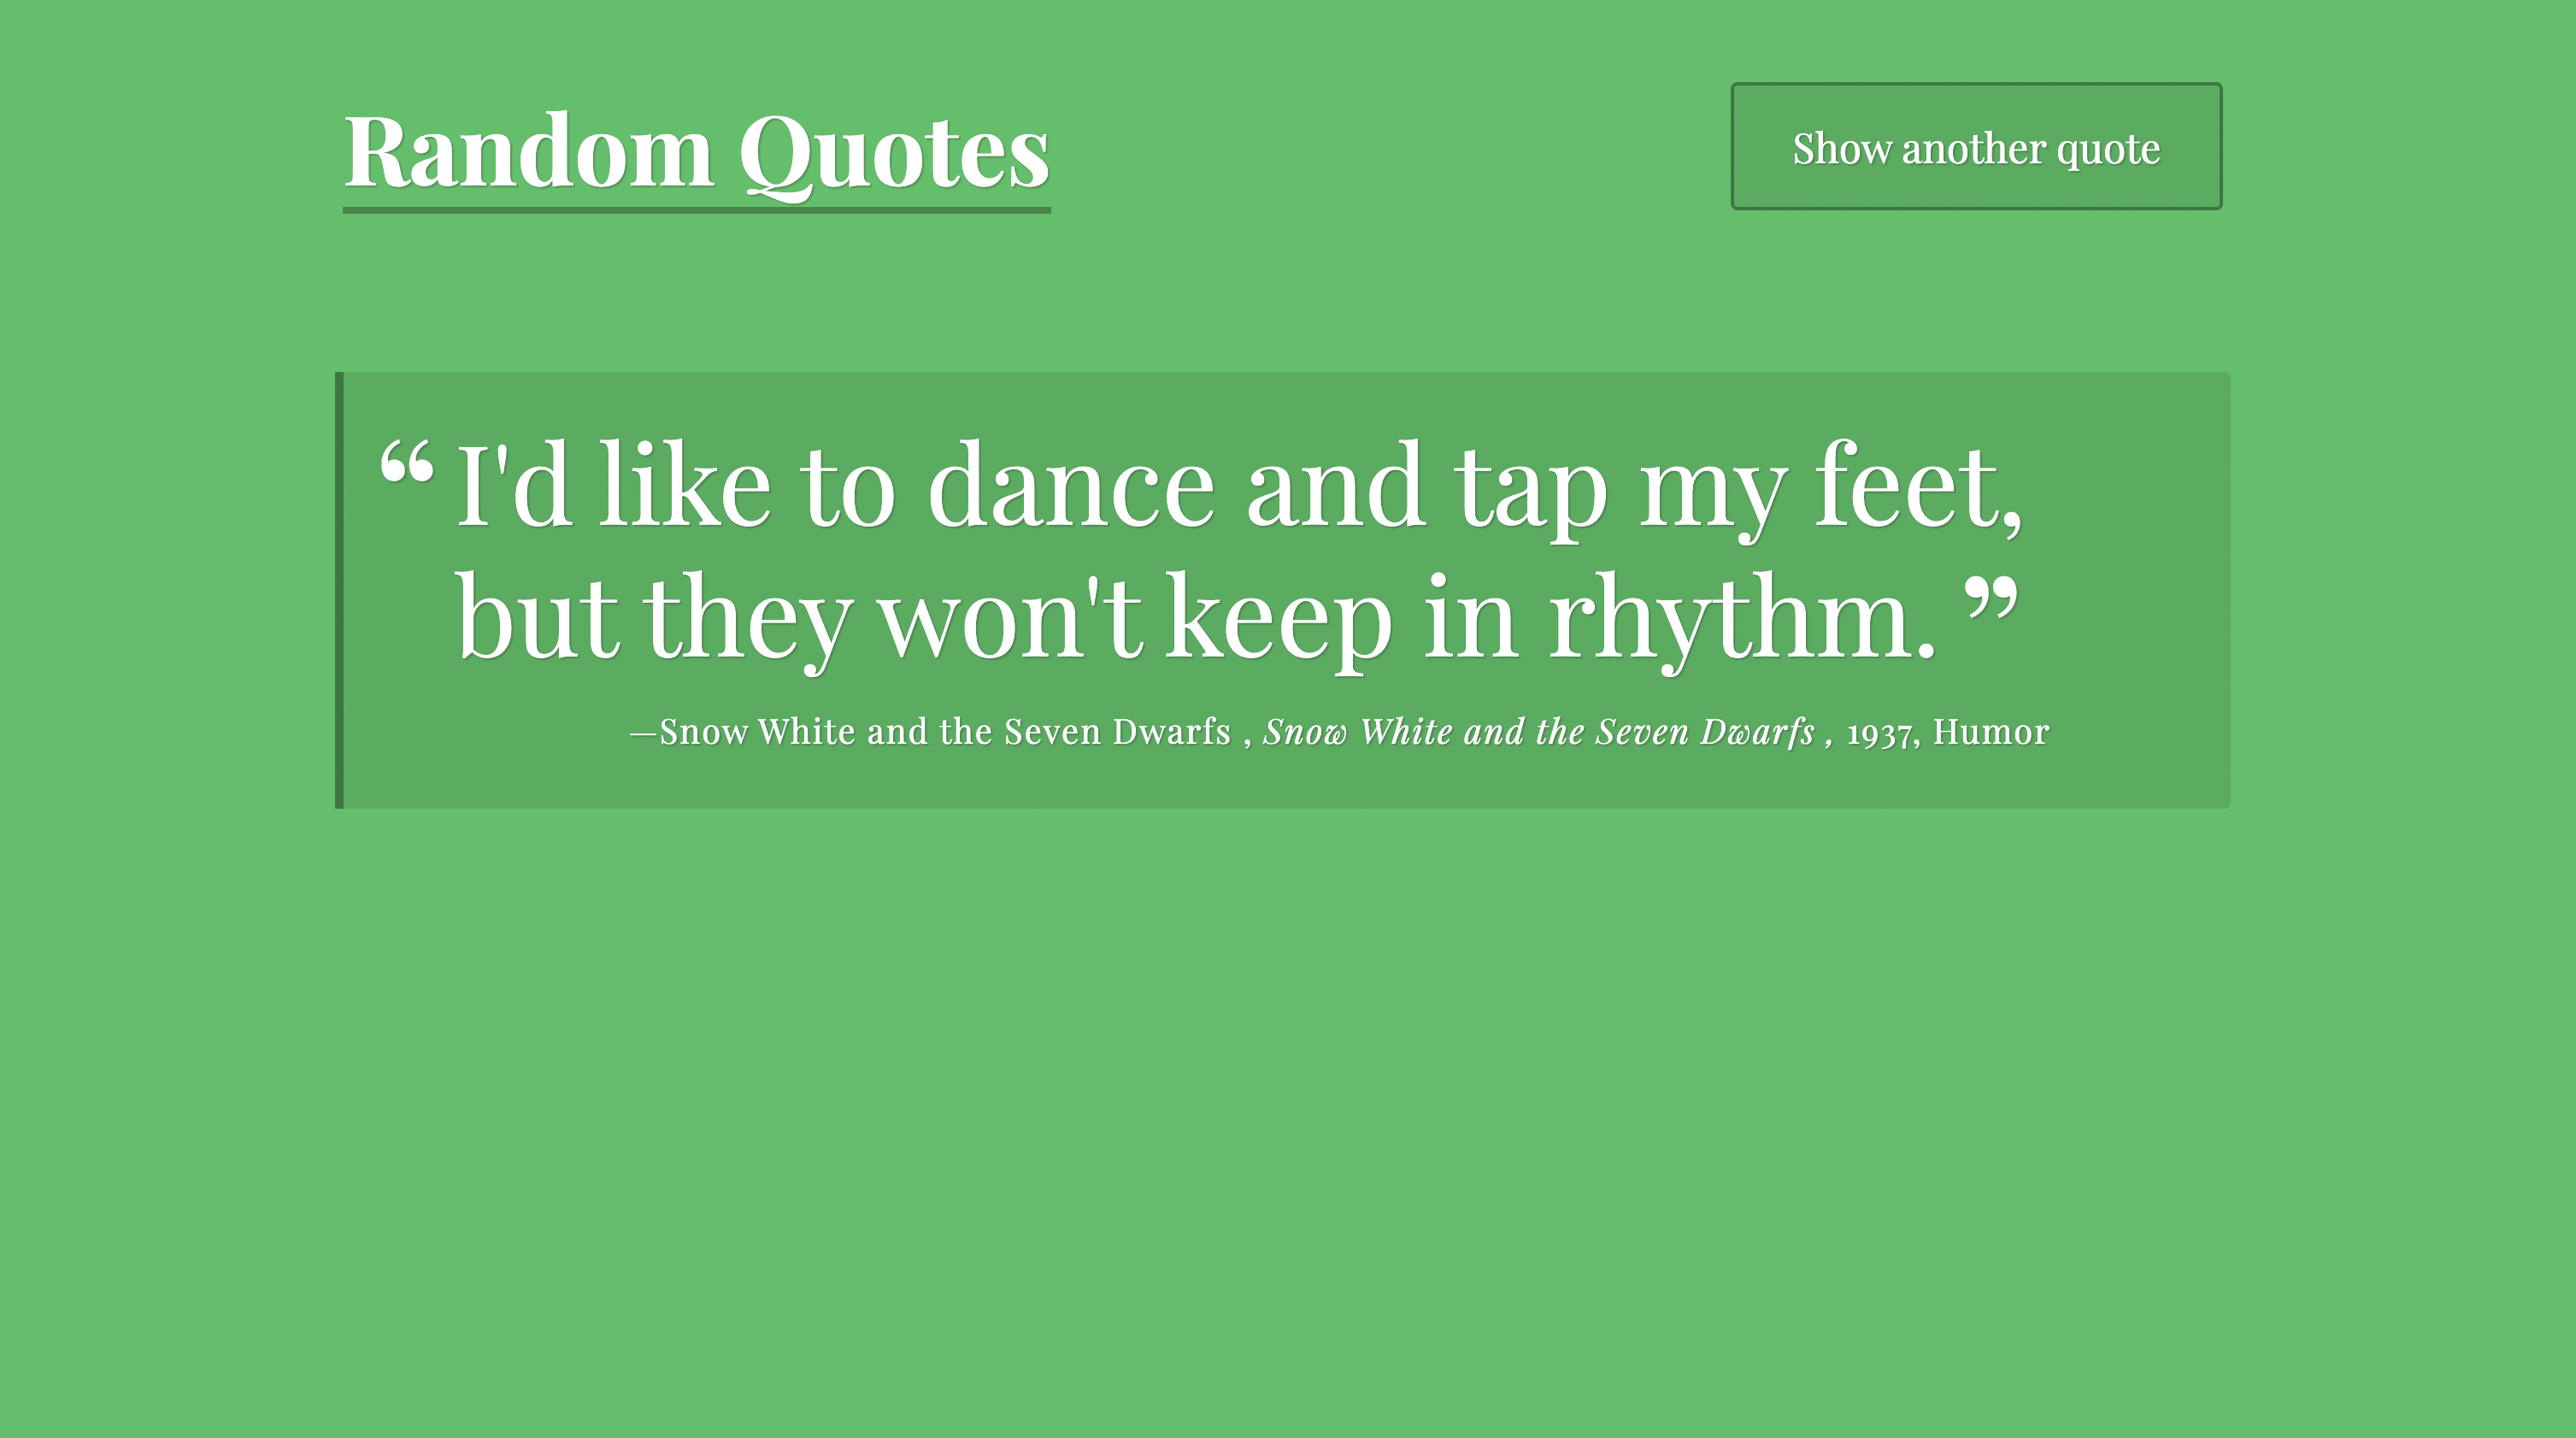 Random Quotes
Show another quote
“ I'd like to dance and tap my feet,
but they won't keep in rhythm. ”
—Snow White and the Seven Dwarfs , Snow White and the Seven Dwarfs , 1937, Humor